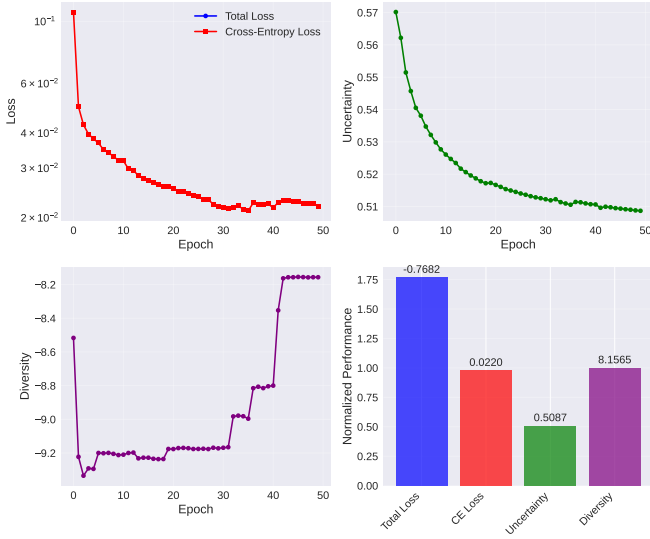 Total Loss
Cross-Entropy Loss
10⁻¹
6 × 10⁻²
4 × 10⁻²
3 × 10⁻²
2 × 10⁻²
Loss
0 10 20 30 40 50
Epoch
0.57
0.56
0.55
0.54
0.53
0.52
0.51
Uncertainty
0 10 20 30 40 50
Epoch
−8.2
−8.4
−8.6
−8.8
−9.0
−9.2
Diversity
0 10 20 30 40 50
Epoch
1.75
1.50
1.25
1.00
0.75
0.50
0.25
0.00
Normalized Performance
-0.7682
0.0220
0.5087
8.1565
Total Loss
CE Loss
Uncertainty
Diversity